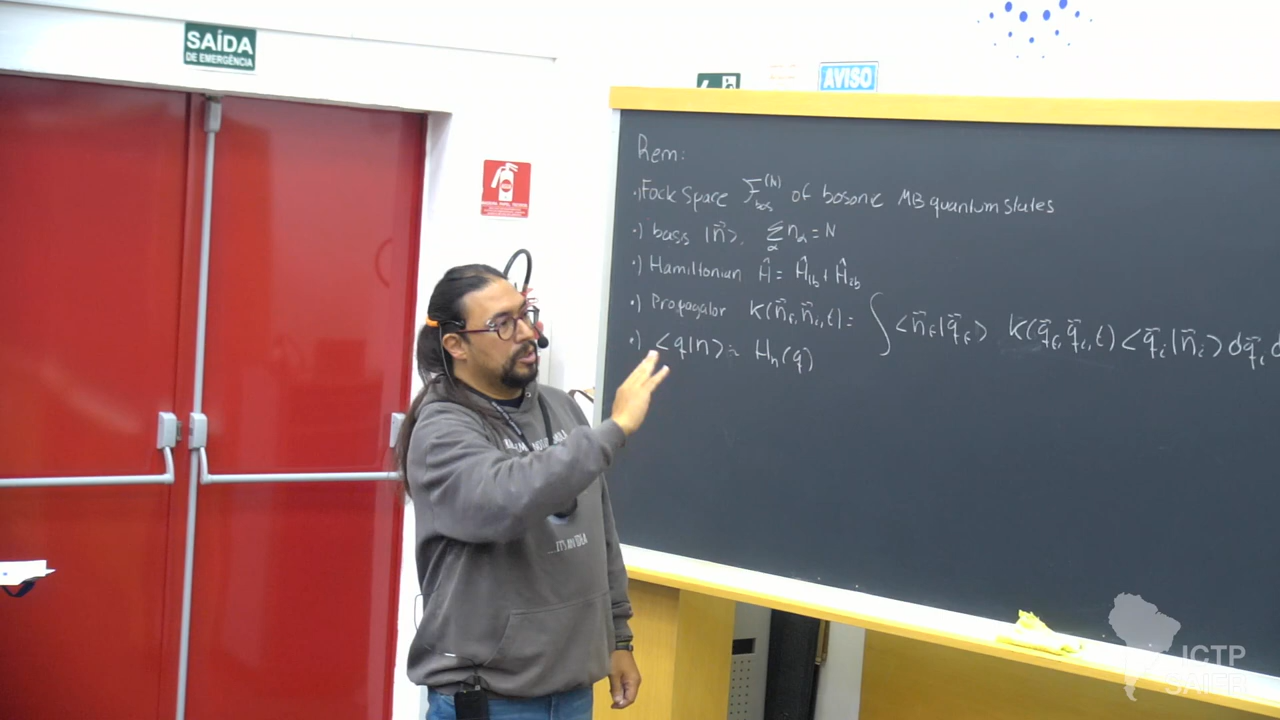 SAÍDA
DE EMERGÊNCIA
AVISO
Rem:
·) Fock Space F_bos^(N) of bosonic MB quantum states
·) basis |n⃗>, ∑_α n_α = N
·) Hamiltonian Ĥ = Ĥ_1b + Ĥ_2b
·) Propagator K(n⃗_f, n⃗_i, t) = ∫ <n⃗_f|q⃗_f> K(q⃗_f, q⃗_i, t) <q⃗_i|n⃗_i> dq⃗_i d
·) <q|n> ~ H_n(q)
ICTP
SAIFR